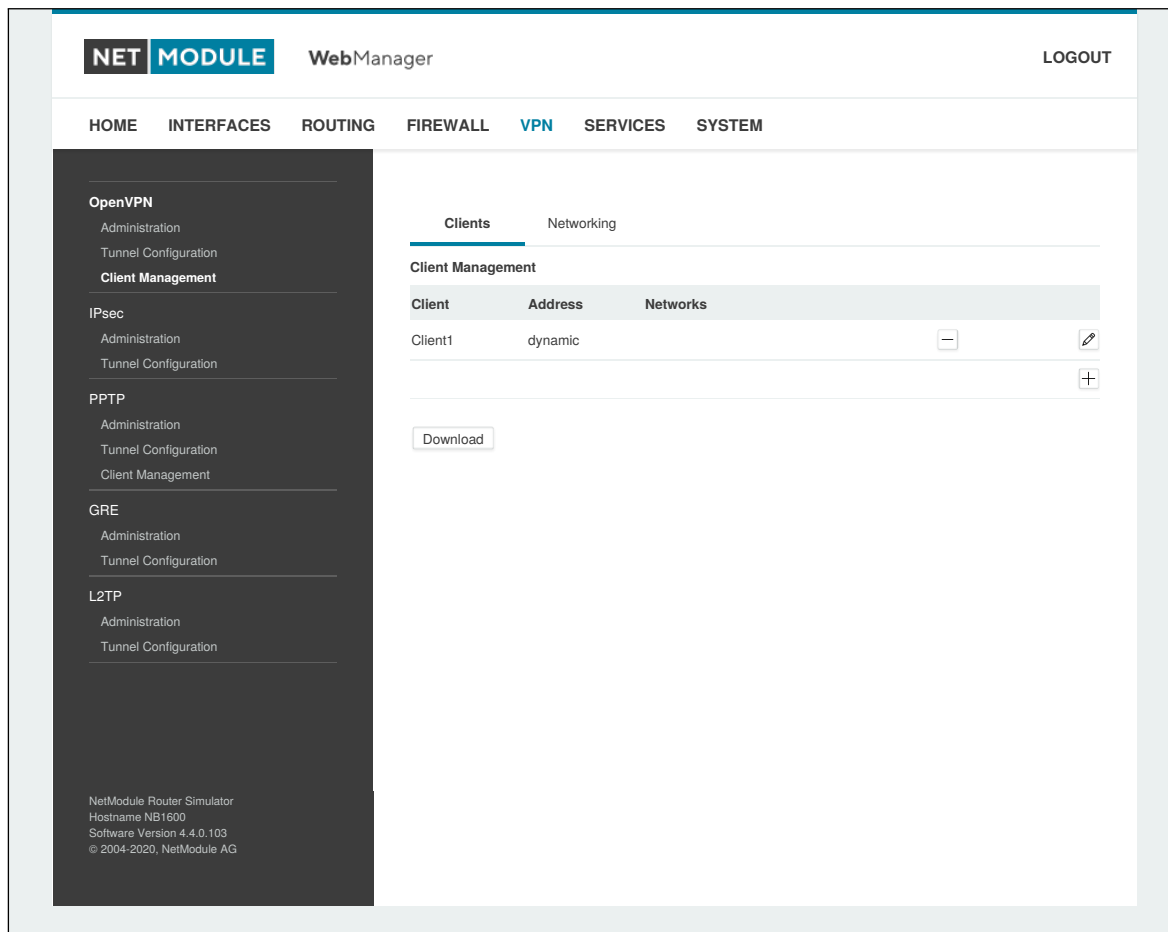 NET MODULE WebManager LOGOUT
HOME INTERFACES ROUTING FIREWALL VPN SERVICES SYSTEM
OpenVPN
Administration
Tunnel Configuration
Client Management
IPsec
Administration
Tunnel Configuration
PPTP
Administration
Tunnel Configuration
Client Management
GRE
Administration
Tunnel Configuration
L2TP
Administration
Tunnel Configuration
NetModule Router Simulator
Hostname NB1600
Software Version 4.4.0.103
© 2004-2020, NetModule AG
Clients Networking
Client Management
Client Address Networks
Client1 dynamic
Download